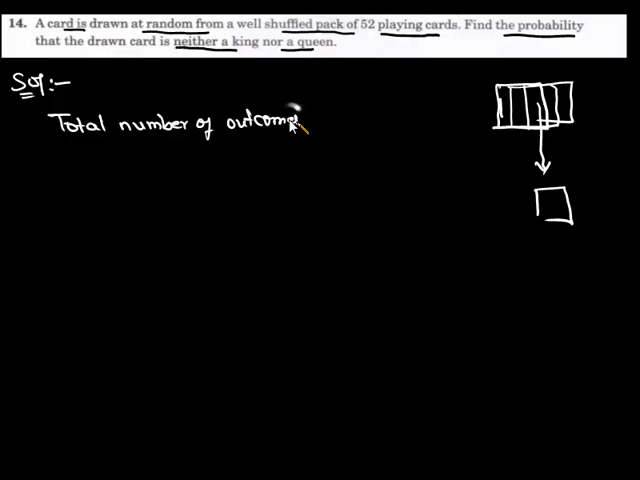 14. A card is drawn at random from a well shuffled pack of 52 playing cards. Find the probability
that the drawn card is neither a king nor a queen.
Sol:-
Total number of outcome